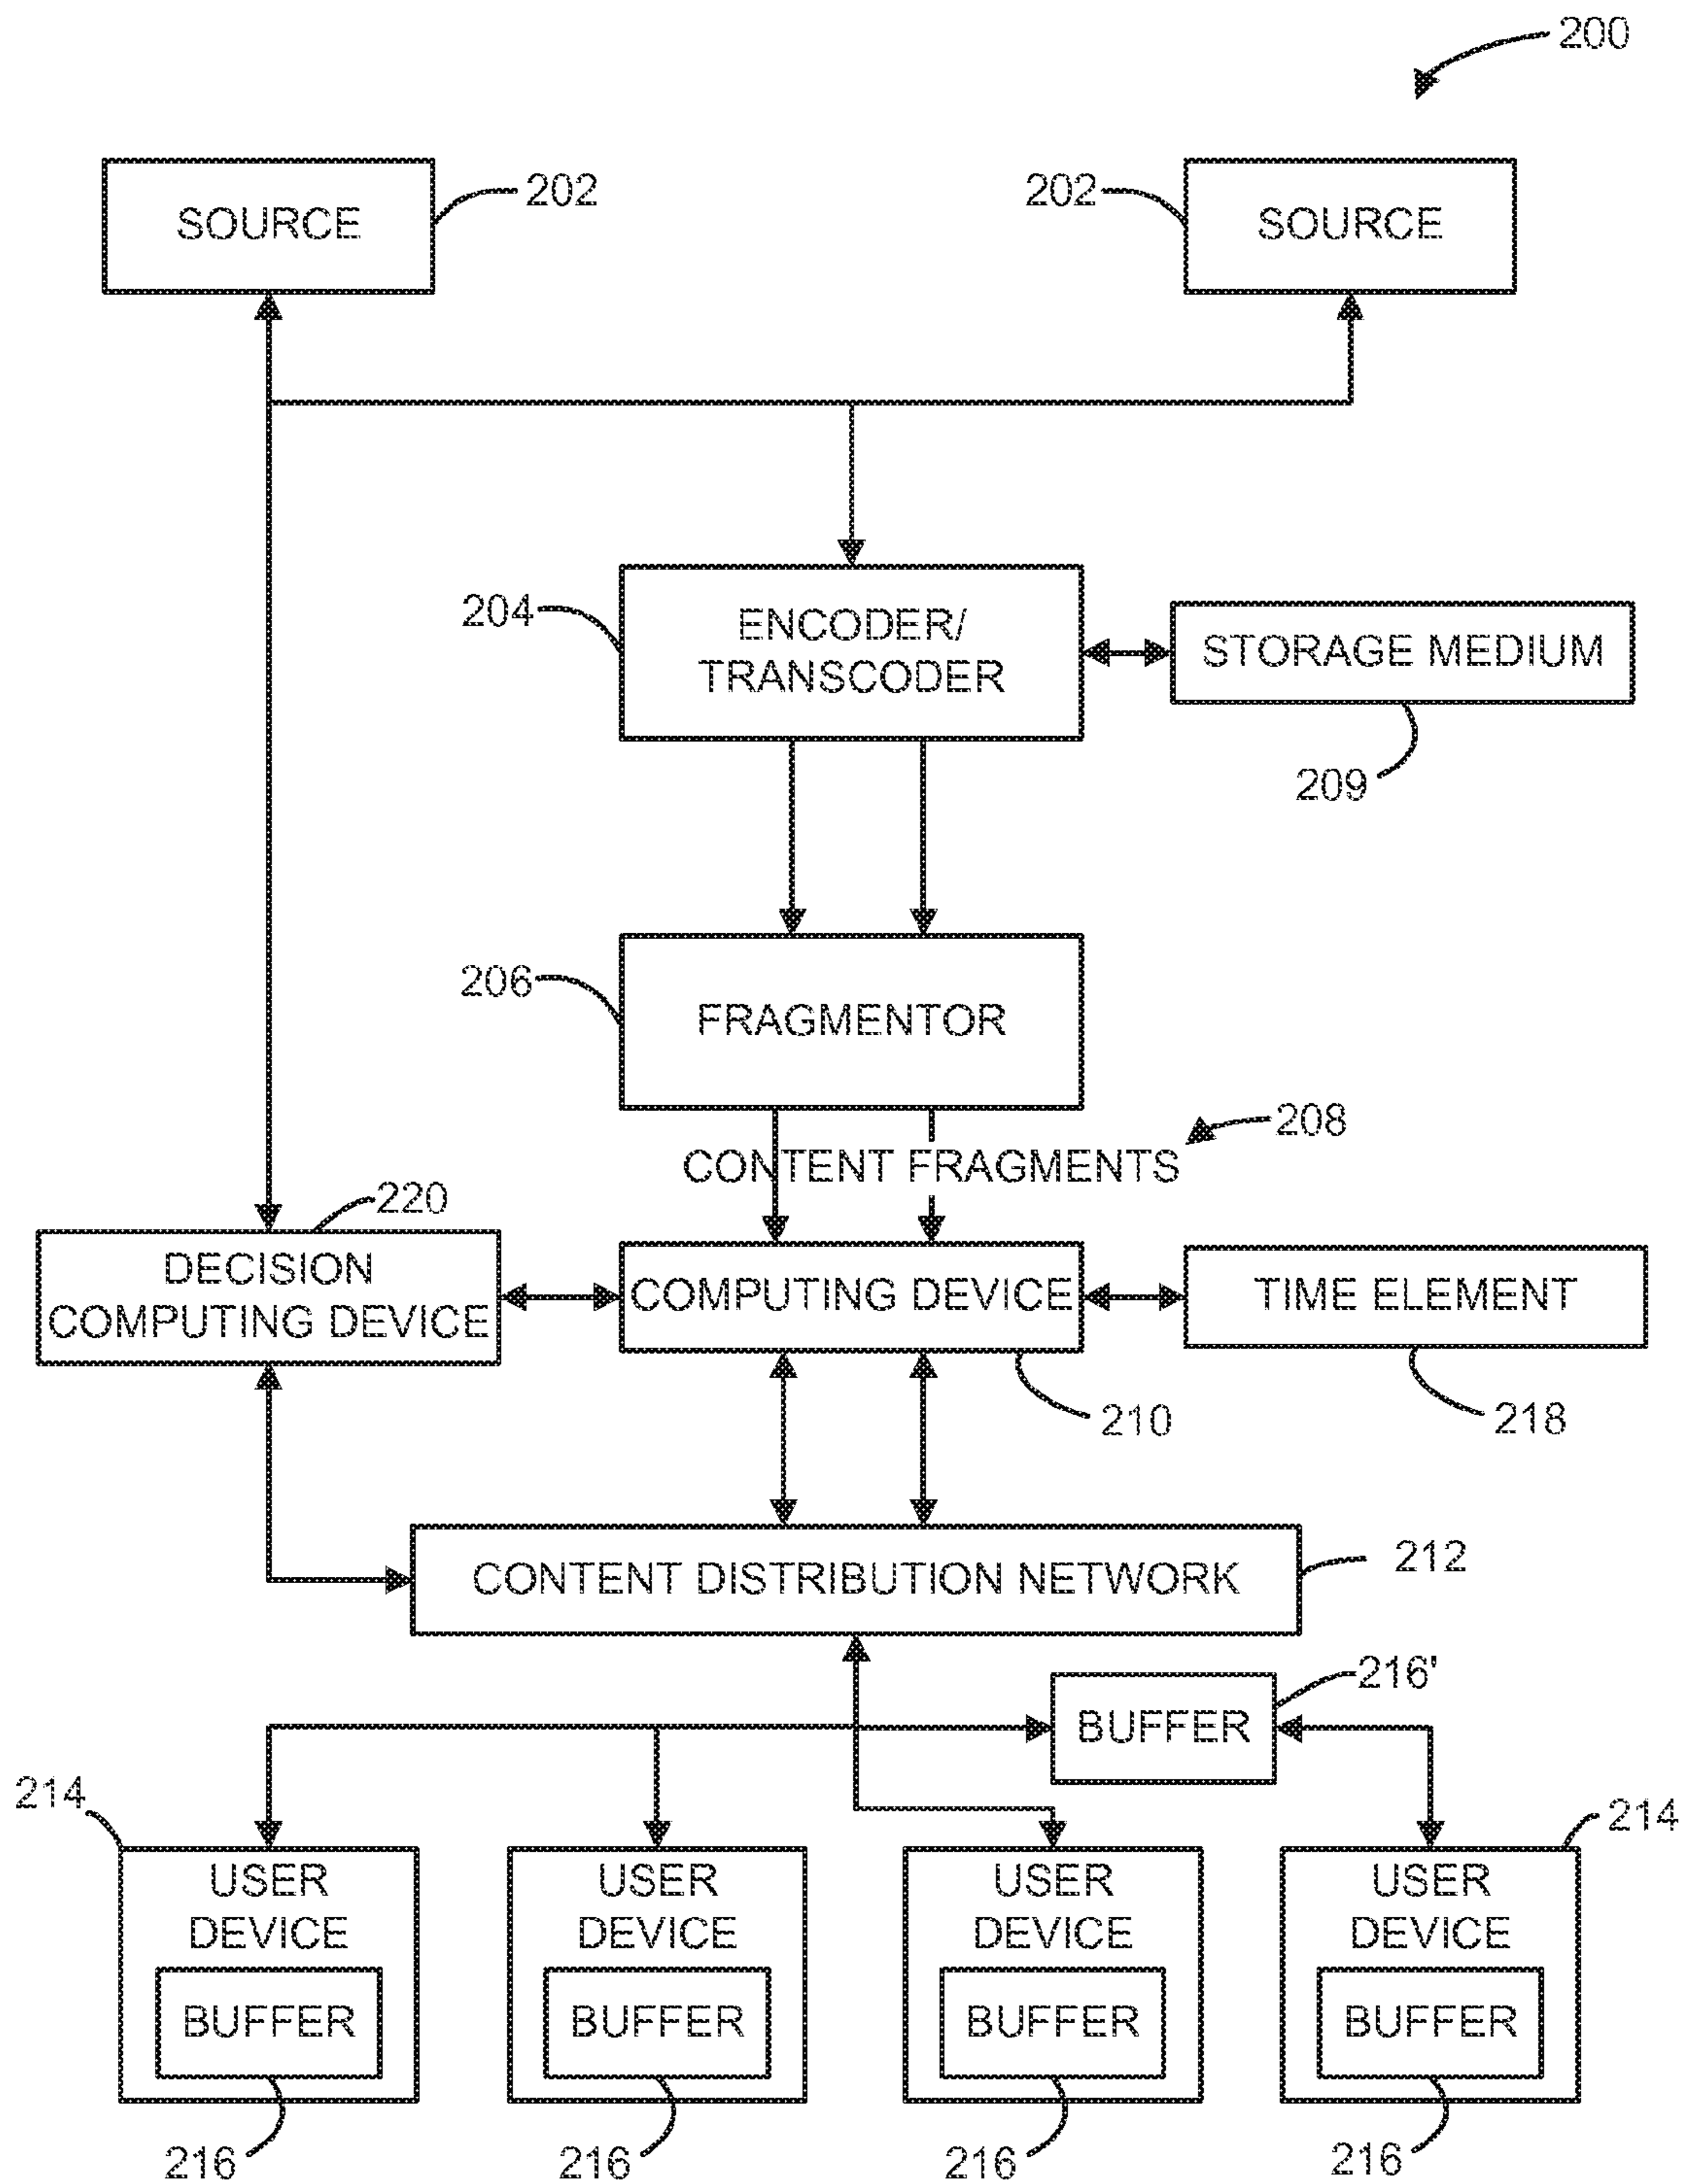 200
SOURCE
202
202
SOURCE
204
ENCODER/
TRANSCODER
STORAGE MEDIUM
209
206
FRAGMENTOR
208
CONTENT FRAGMENTS
220
DECISION
COMPUTING DEVICE
COMPUTING DEVICE
TIME ELEMENT
210
218
CONTENT DISTRIBUTION NETWORK
212
216'
BUFFER
214
214
USER
DEVICE
BUFFER
216
USER
DEVICE
BUFFER
216
USER
DEVICE
BUFFER
216
USER
DEVICE
BUFFER
216